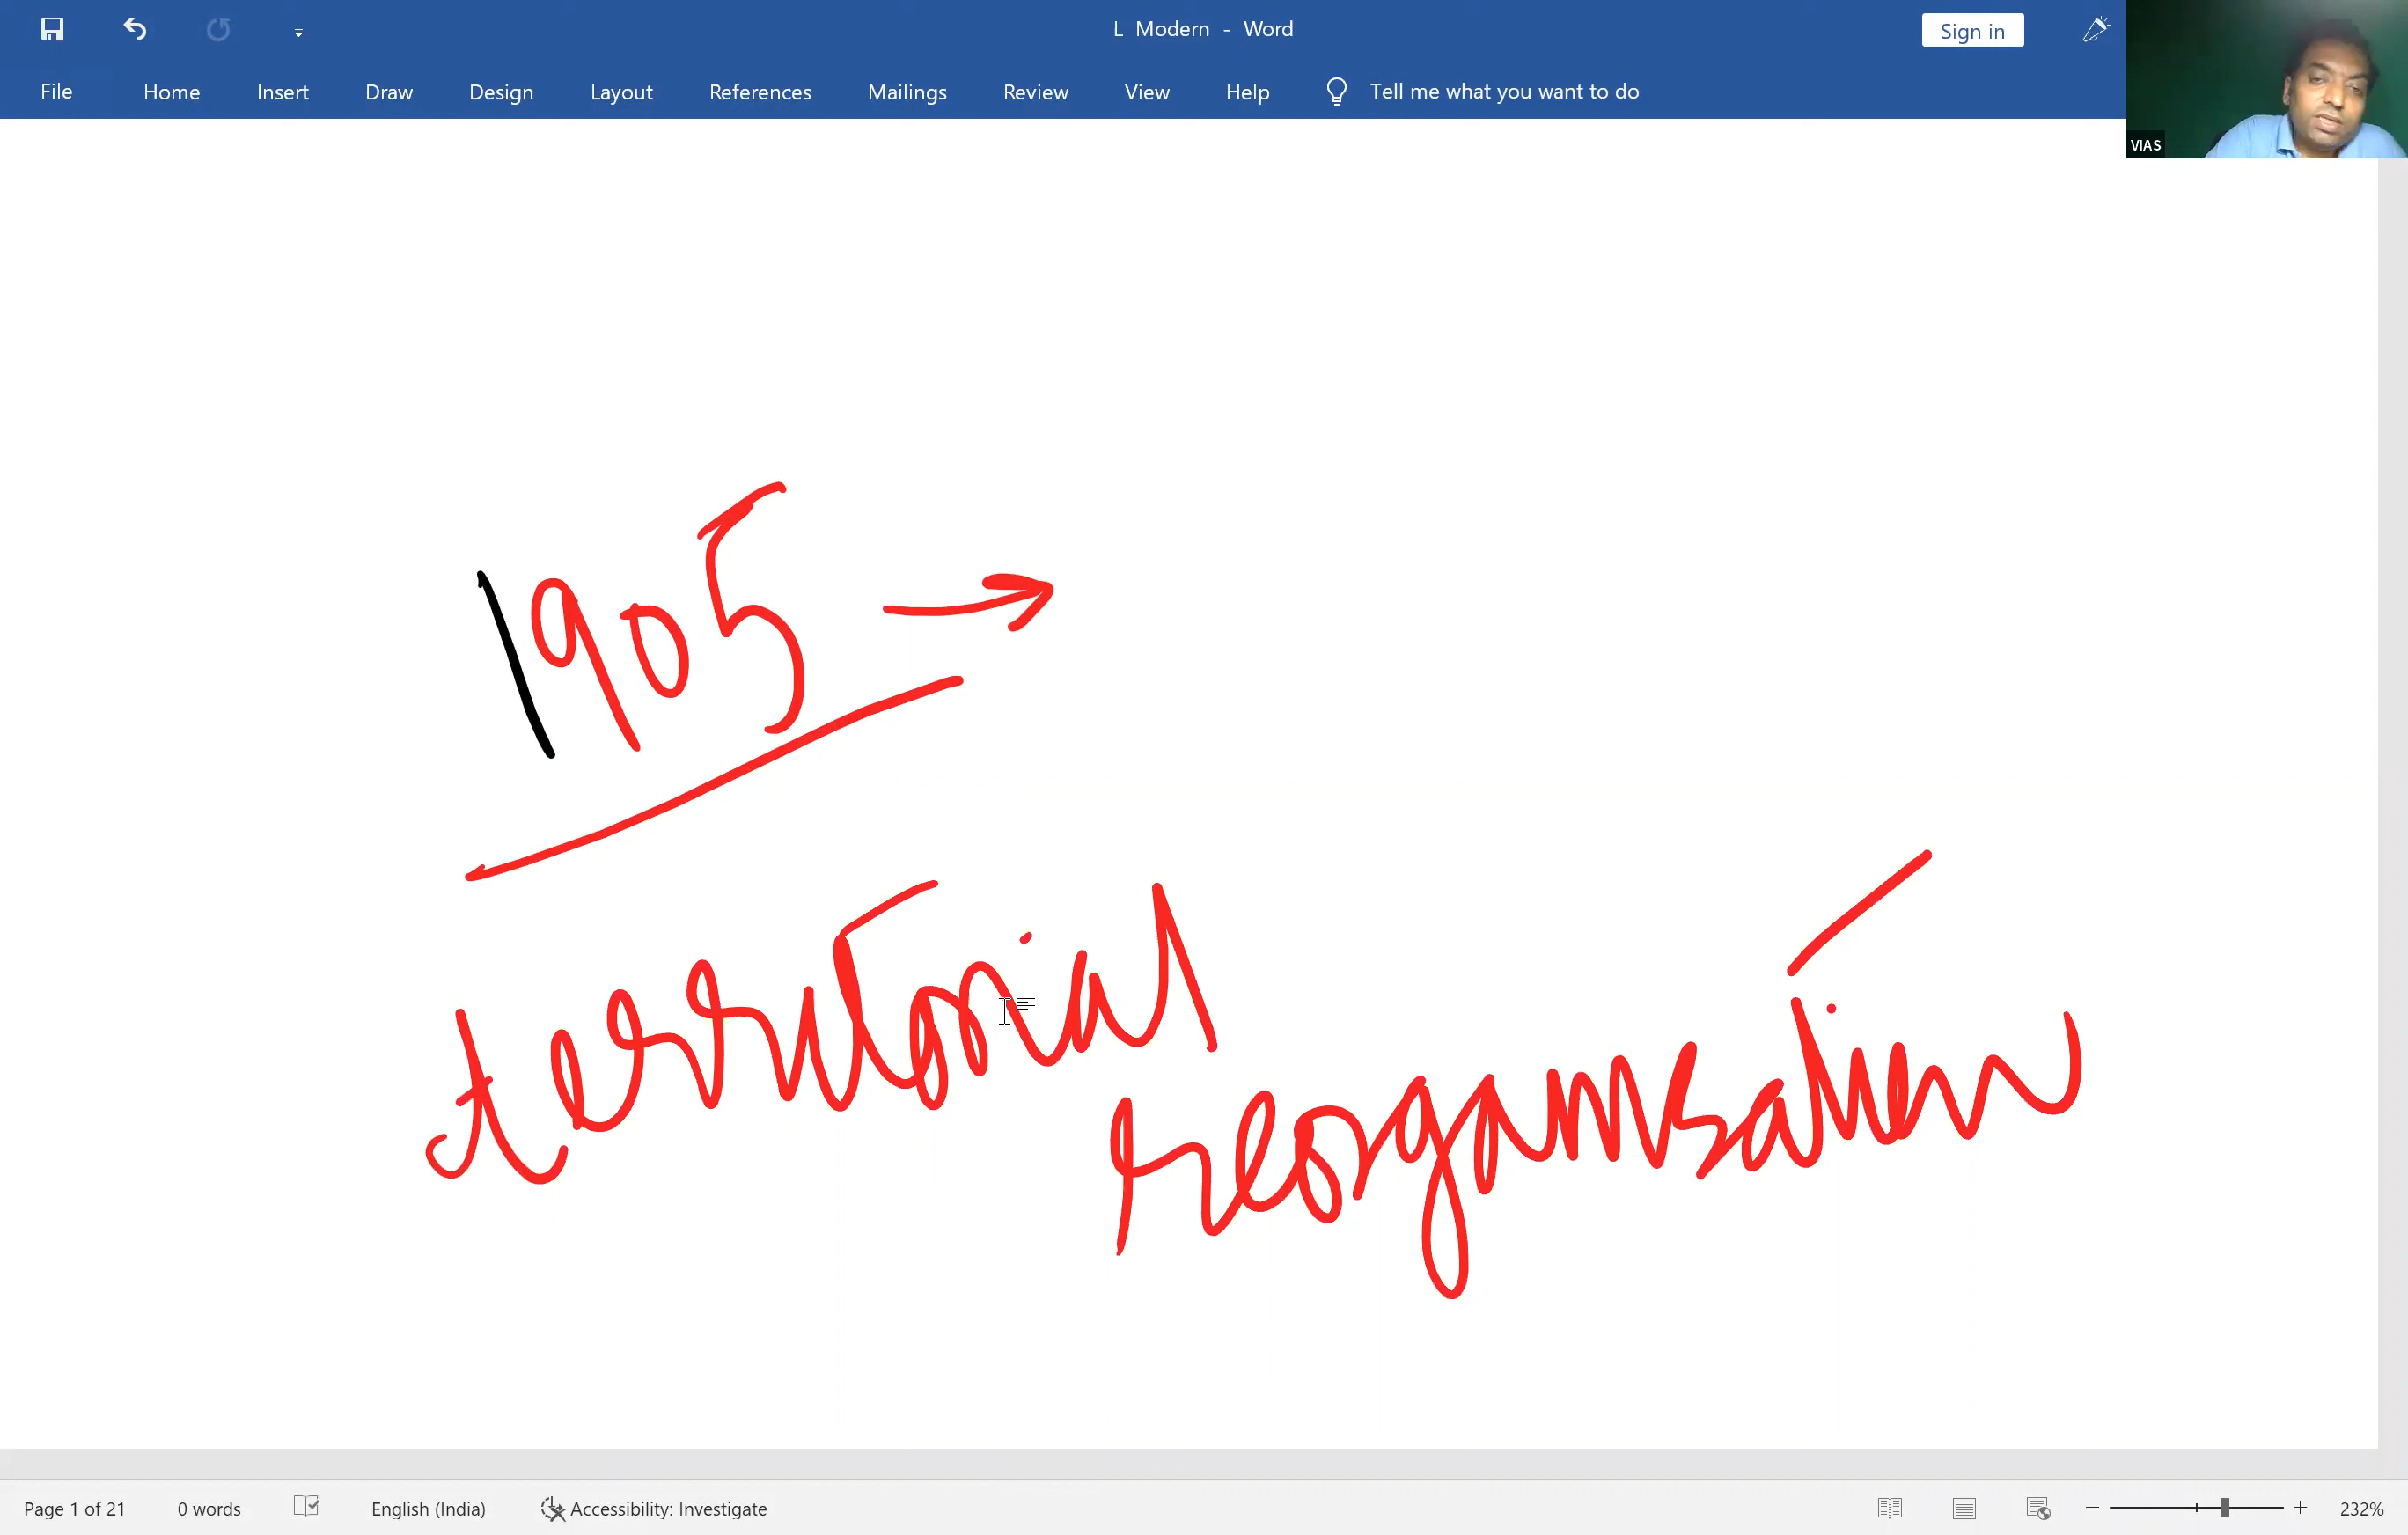 L Modern - Word
Sign in
File Home Insert Draw Design Layout References Mailings Review View Help Tell me what you want to do
VIAS
1905 →
territorial
reorganisation
Page 1 of 21 0 words English (India) Accessibility: Investigate 232%